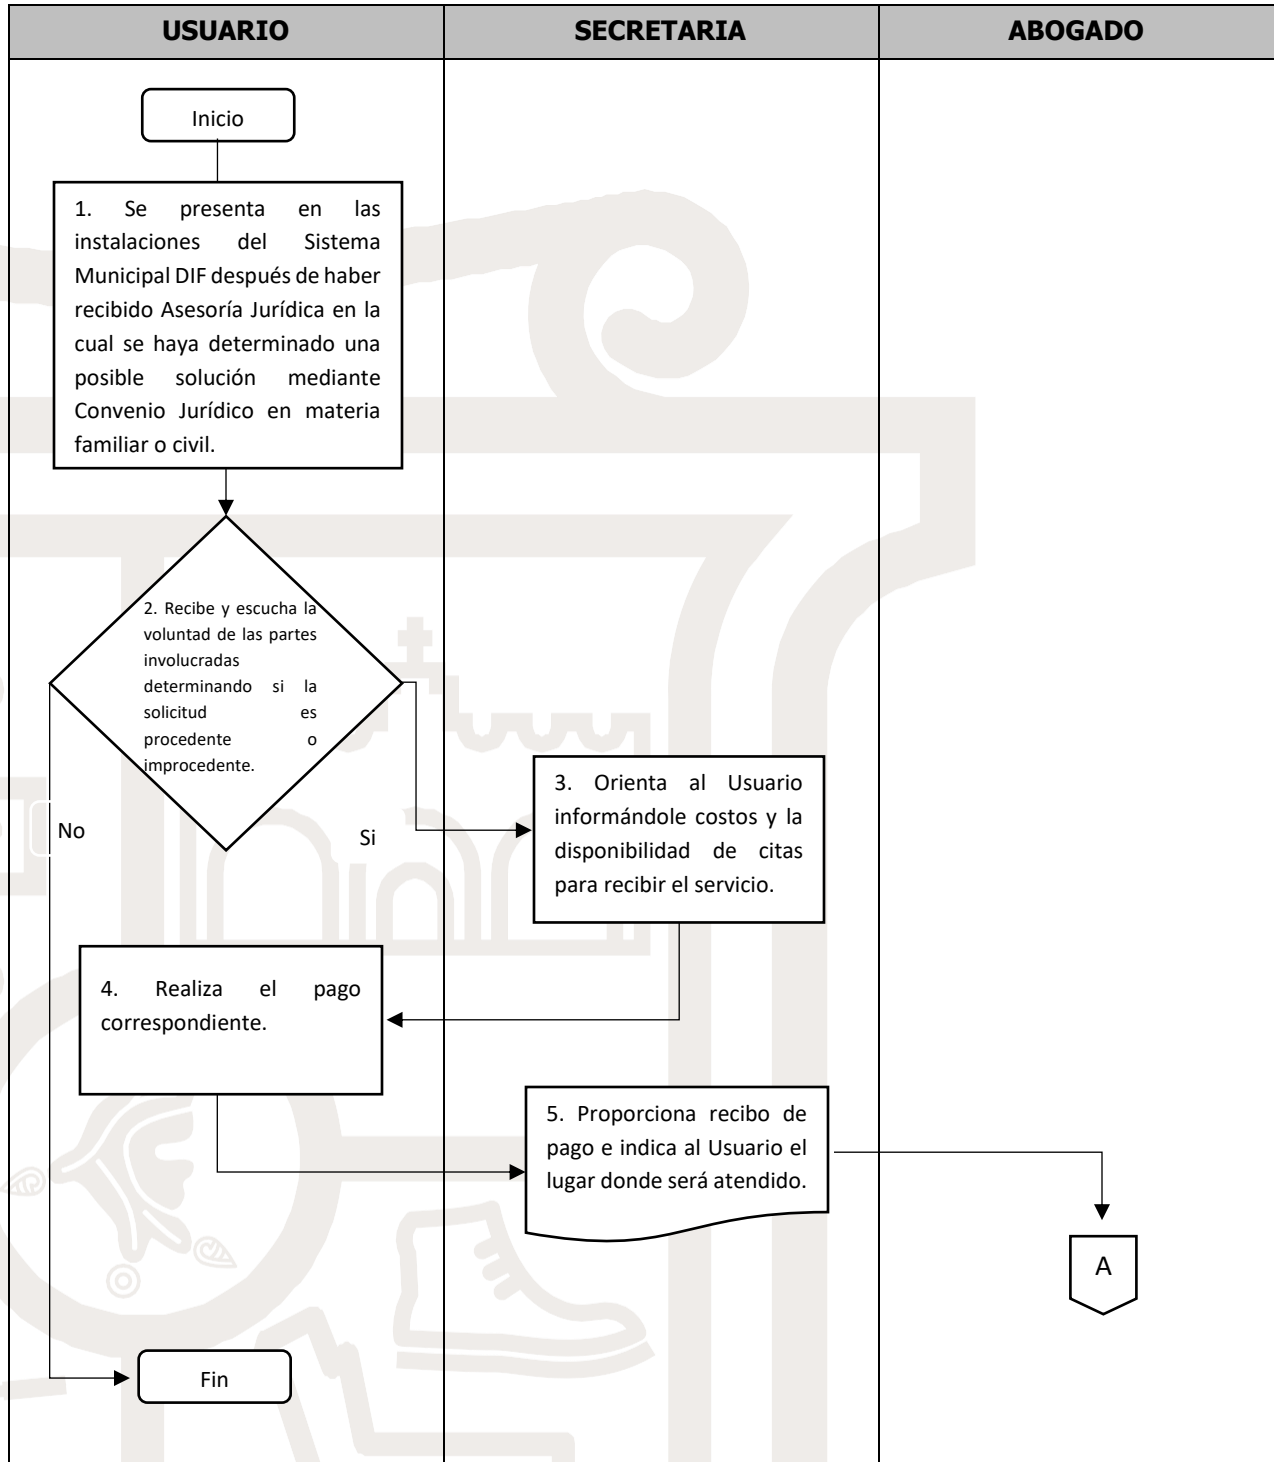 USUARIO
SECRETARIA
ABOGADO
Inicio
1. Se presenta en las
instalaciones del Sistema
Municipal DIF después de haber
recibido Asesoría Jurídica en la
cual se haya determinado una
posible solución mediante
Convenio Jurídico en materia
familiar o civil.
2. Recibe y escucha la
voluntad de las partes
involucradas
determinando si la
solicitud es
procedente o
improcedente.
No
Si
3. Orienta al Usuario
informándole costos y la
disponibilidad de citas
para recibir el servicio.
4. Realiza el pago
correspondiente.
5. Proporciona recibo de
pago e indica al Usuario el
lugar donde será atendido.
A
Fin